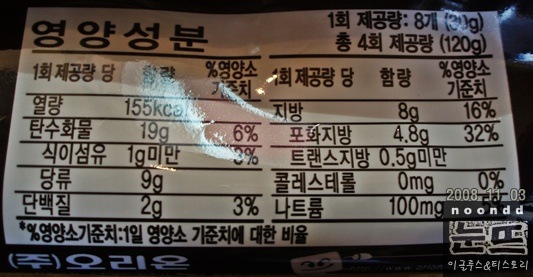 영양성분
1회 제공량: 8개 (30g)
총 4회 제공량 (120g)
1회 제공량 당 함량 %영양소 기준치
열량 155kcal
탄수화물 19g 6%
식이섬유 1g미만 3%
당류 9g
단백질 2g 3%
1회 제공량 당 함량 %영양소 기준치
지방 8g 16%
포화지방 4.8g 32%
트랜스지방 0.5g미만
콜레스테롤 0mg 0%
나트륨 100mg
*%영양소기준치:1일 영양소 기준치에 대한 비율
(주)오리온
2008.11.03
noondd
눈뜨
이글루스&티스토리